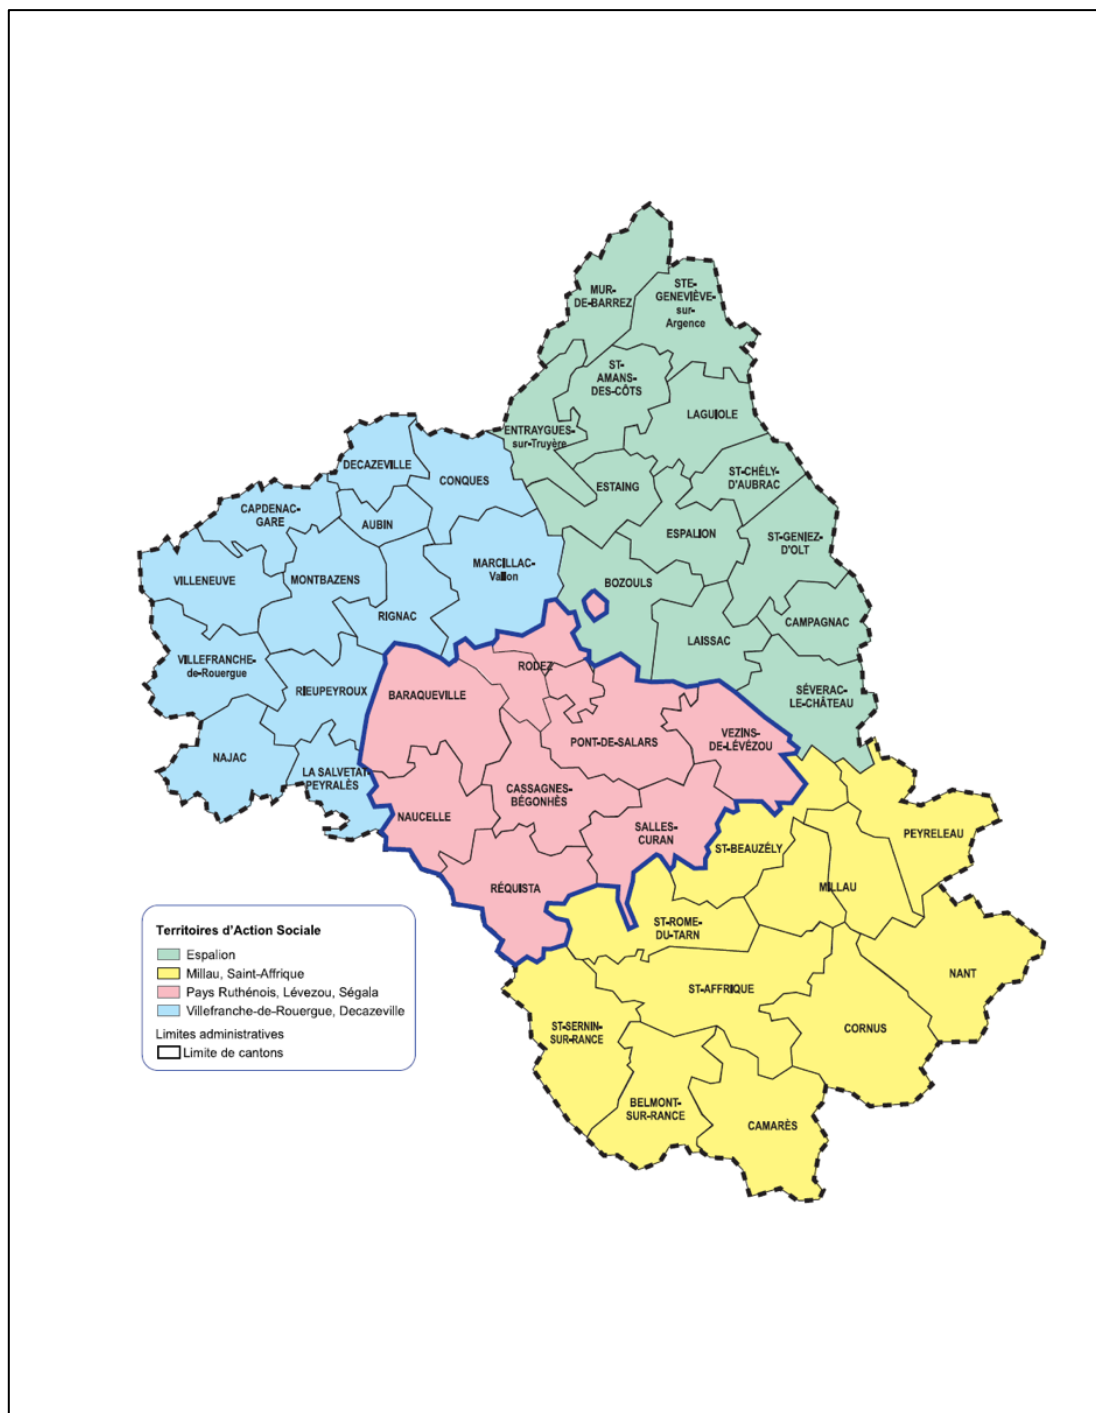 MUR-
DE-BARREZ
STE-
GENEVIÈVE-
sur-
Argence
ST-
AMANS-
DES-CÔTS
LAGUIOLE
ENTRAYGUES-
sur-Truyère
ST-CHÉLY-
D'AUBRAC
DECAZEVILLE
CONQUES
ESTAING
CAPDENAC-
GARE
AUBIN
ESPALION
ST-GENIEZ-
D'OLT
VILLENEUVE
MONTBAZENS
MARCILLAC-
Vallon
BOZOULS
RIGNAC
CAMPAGNAC
LAISSAC
VILLEFRANCHE-
de-Rouergue
RIEUPEYROUX
BARAQUEVILLE
RODEZ
SÉVERAC-
LE-CHÂTEAU
NAJAC
LA SALVETAT-
PEYRALÈS
PONT-DE-SALARS
VEZINS-
DE-LÉVÉZOU
CASSAGNES-
BÉGONHÈS
NAUCELLE
SALLES-
CURAN
ST-BEAUZÉLY
PEYRELEAU
RÉQUISTA
MILLAU
ST-ROME-
DU-TARN
NANT
ST-AFFRIQUE
ST-SERNIN-
SUR-RANCE
CORNUS
BELMONT-
SUR-RANCE
CAMARÈS
Territoires d'Action Sociale
Espalion
Millau, Saint-Affrique
Pays Ruthénois, Lévezou, Ségala
Villefranche-de-Rouergue, Decazeville
Limites administratives
Limite de cantons